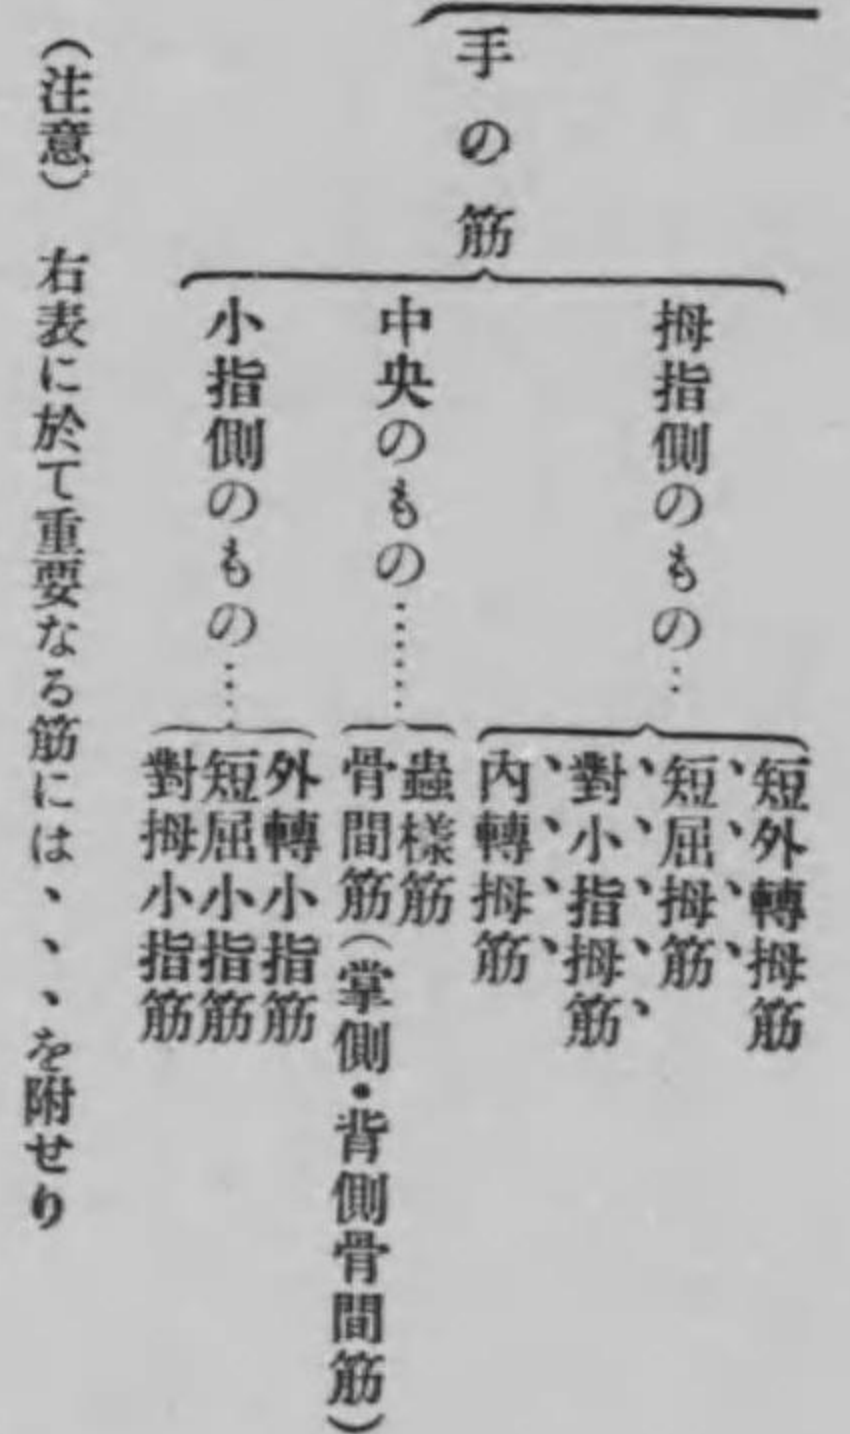 手の筋
拇指側のもの…
短外轉拇筋
、、、、
短屈拇筋
、、、、、
對小指拇筋
、、、、
內轉拇筋
中央のもの……
蟲樣筋
骨間筋(掌側・背側骨間筋)
小指側のもの…
外轉小指筋
短屈小指筋
對拇小指筋
(注意) 右表に於て重要なる筋には、、、を附せり